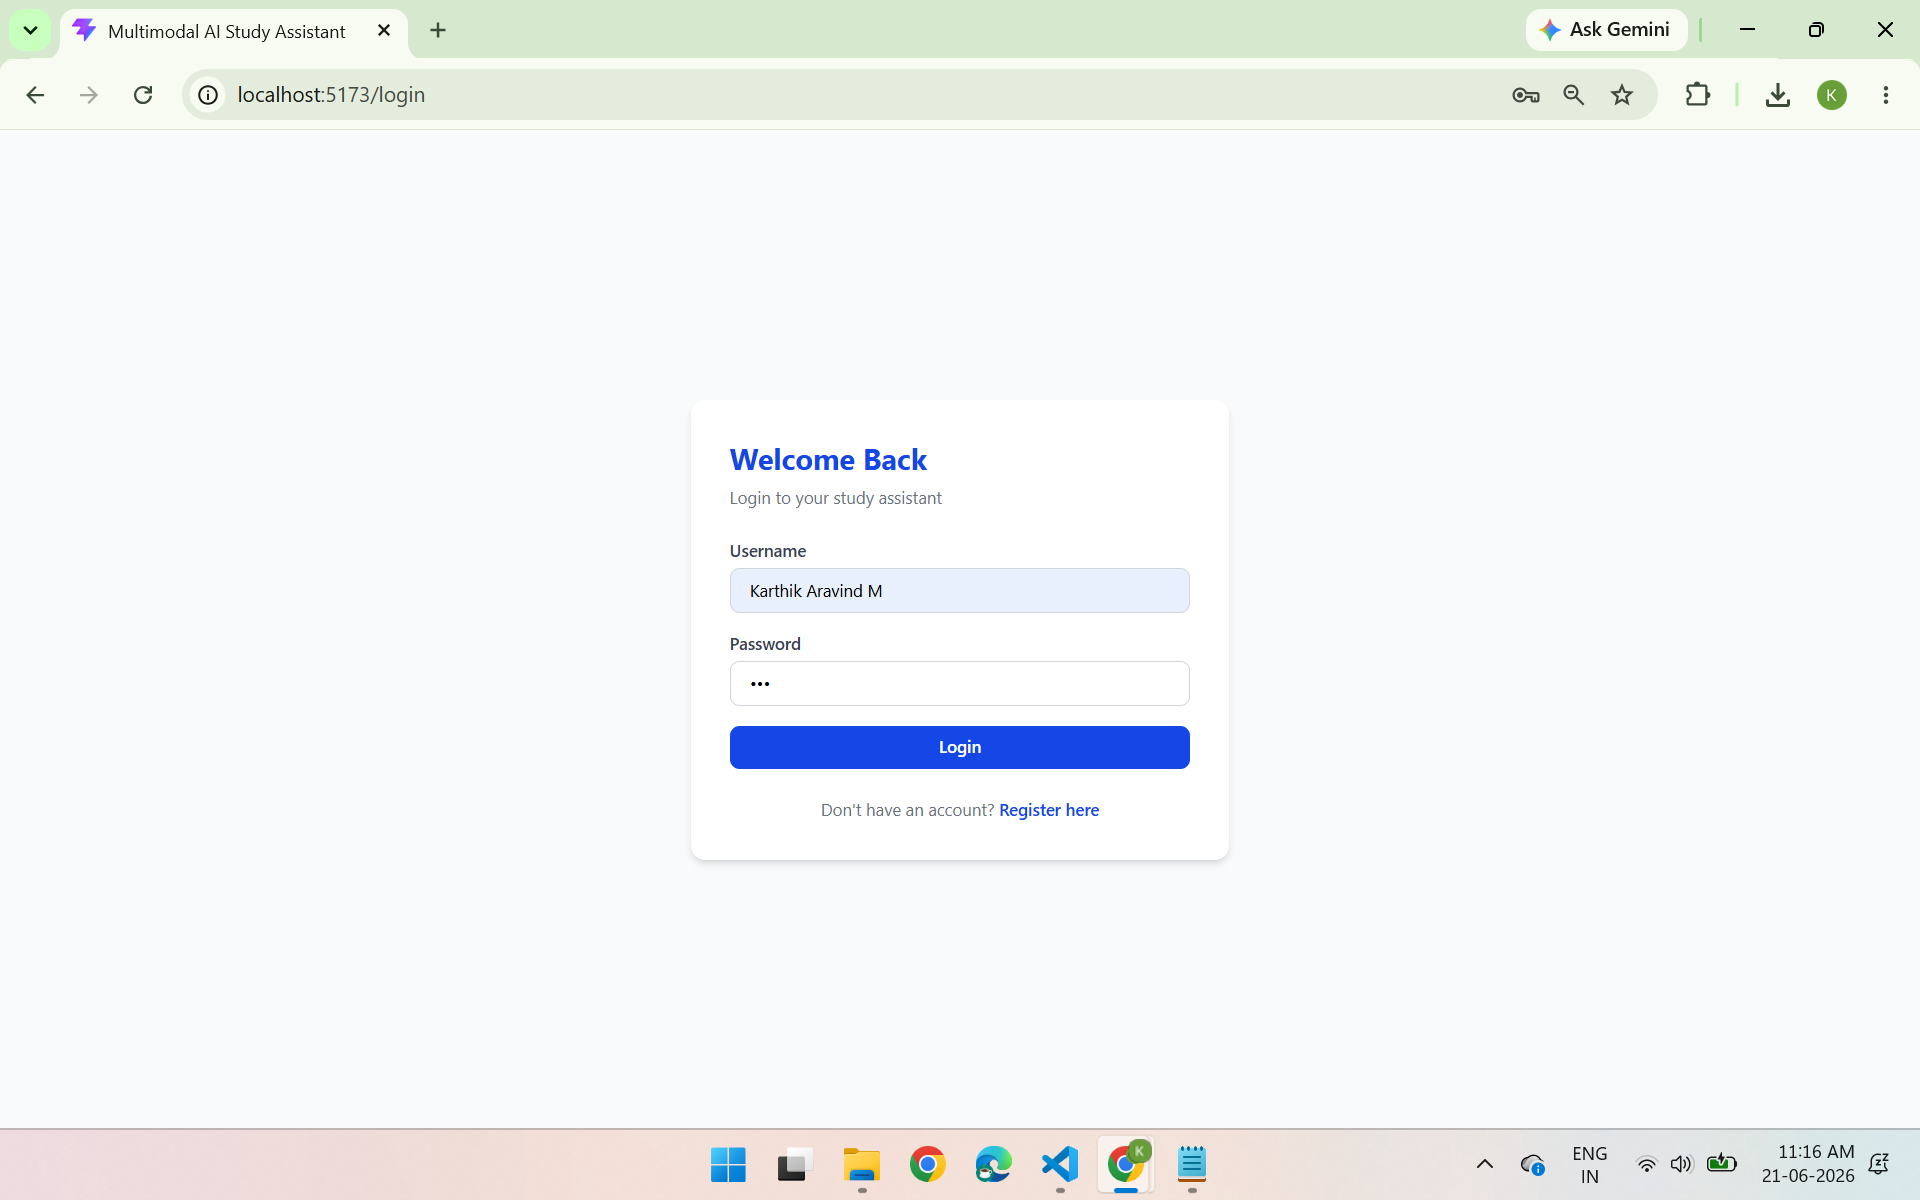 Multimodal AI Study Assistant
Ask Gemini
localhost:5173/login
K
Welcome Back
Login to your study assistant
Username
Karthik Aravind M
Password
Login
Don't have an account? Register here
K
ENG
IN
11:16 AM
21-06-2026